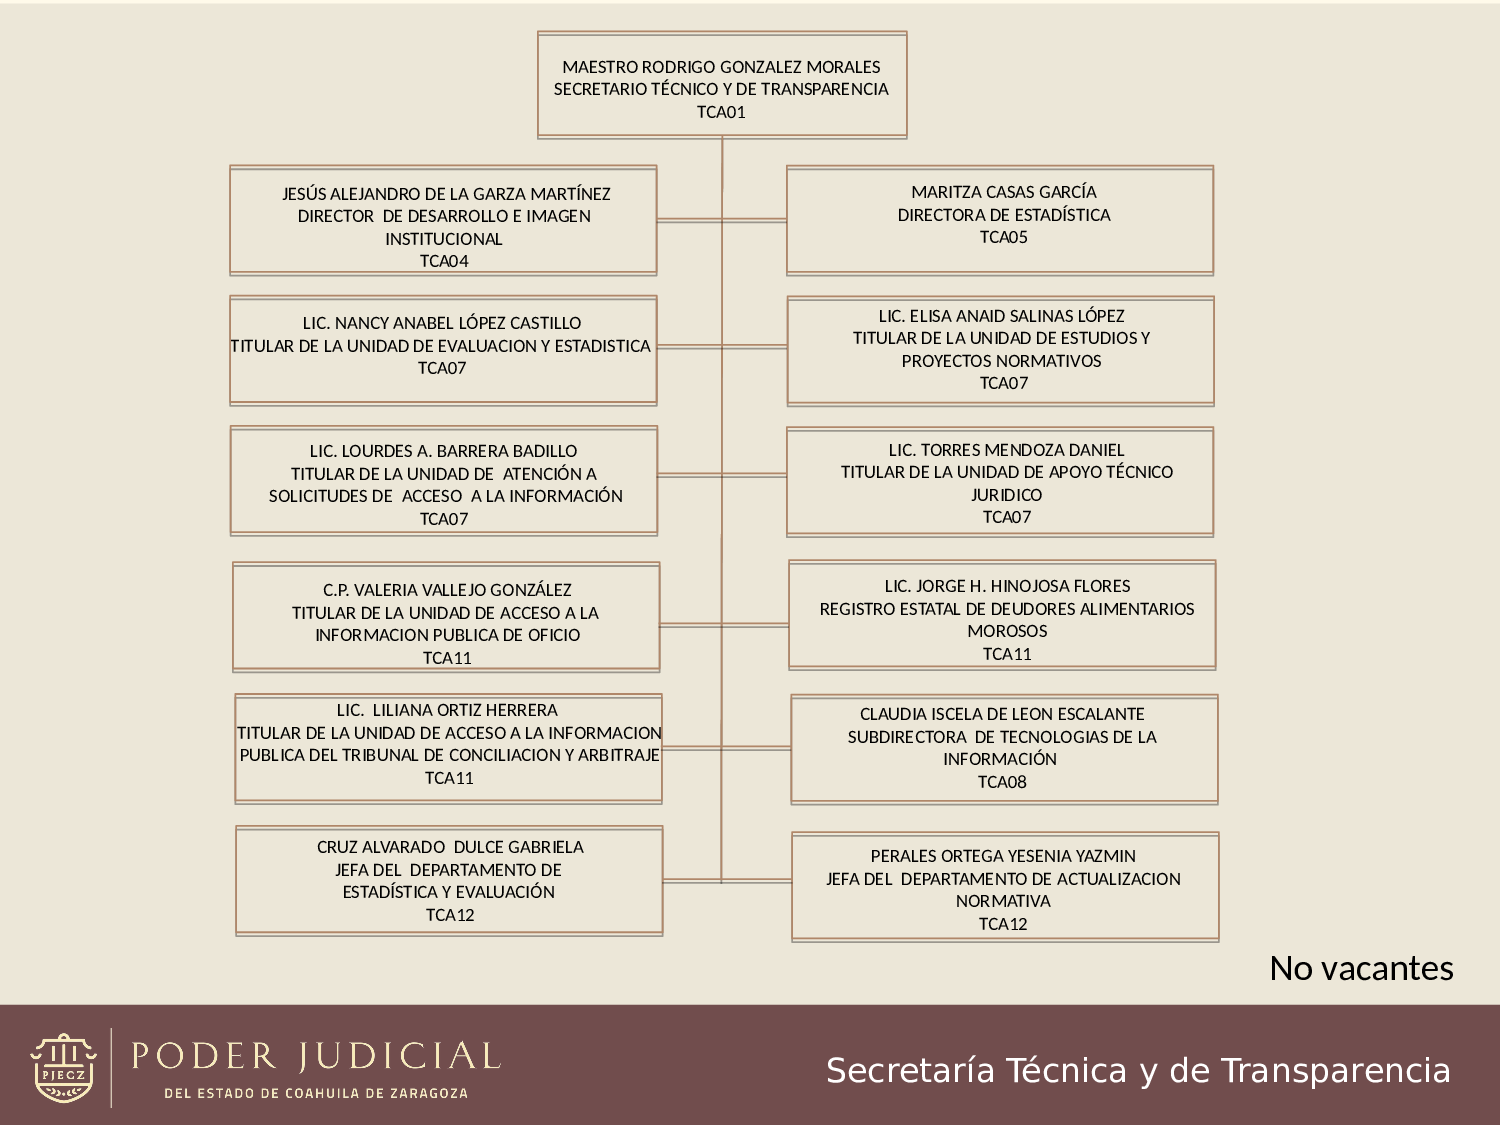 MAESTRO RODRIGO GONZALEZ MORALES
SECRETARIO TÉCNICO Y DE TRANSPARENCIA
TCA01
JESÚS ALEJANDRO DE LA GARZA MARTÍNEZ
DIRECTOR DE DESARROLLO E IMAGEN
INSTITUCIONAL
TCA04
MARITZA CASAS GARCÍA
DIRECTORA DE ESTADÍSTICA
TCA05
LIC. NANCY ANABEL LÓPEZ CASTILLO
TITULAR DE LA UNIDAD DE EVALUACION Y ESTADISTICA
TCA07
LIC. ELISA ANAID SALINAS LÓPEZ
TITULAR DE LA UNIDAD DE ESTUDIOS Y
PROYECTOS NORMATIVOS
TCA07
LIC. LOURDES A. BARRERA BADILLO
TITULAR DE LA UNIDAD DE ATENCIÓN A
SOLICITUDES DE ACCESO A LA INFORMACIÓN
TCA07
LIC. TORRES MENDOZA DANIEL
TITULAR DE LA UNIDAD DE APOYO TÉCNICO
JURIDICO
TCA07
C.P. VALERIA VALLEJO GONZÁLEZ
TITULAR DE LA UNIDAD DE ACCESO A LA
INFORMACION PUBLICA DE OFICIO
TCA11
LIC. JORGE H. HINOJOSA FLORES
REGISTRO ESTATAL DE DEUDORES ALIMENTARIOS
MOROSOS
TCA11
LIC. LILIANA ORTIZ HERRERA
TITULAR DE LA UNIDAD DE ACCESO A LA INFORMACION
PUBLICA DEL TRIBUNAL DE CONCILIACION Y ARBITRAJE
TCA11
CLAUDIA ISCELA DE LEON ESCALANTE
SUBDIRECTORA DE TECNOLOGIAS DE LA
INFORMACIÓN
TCA08
CRUZ ALVARADO DULCE GABRIELA
JEFA DEL DEPARTAMENTO DE
ESTADÍSTICA Y EVALUACIÓN
TCA12
PERALES ORTEGA YESENIA YAZMIN
JEFA DEL DEPARTAMENTO DE ACTUALIZACION
NORMATIVA
TCA12
No vacantes
PJECZ
PODER JUDICIAL
DEL ESTADO DE COAHUILA DE ZARAGOZA
Secretaría Técnica y de Transparencia